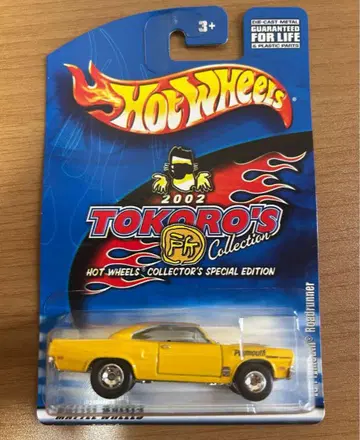 3+
DIE-CAST METAL
GUARANTEED
FOR LIFE
& PLASTIC PARTS
HOT WHEELS
2002
TOKORO'S
Collection
HOT WHEELS COLLECTOR'S SPECIAL EDITION
PLYMOUTH
Roadrunner